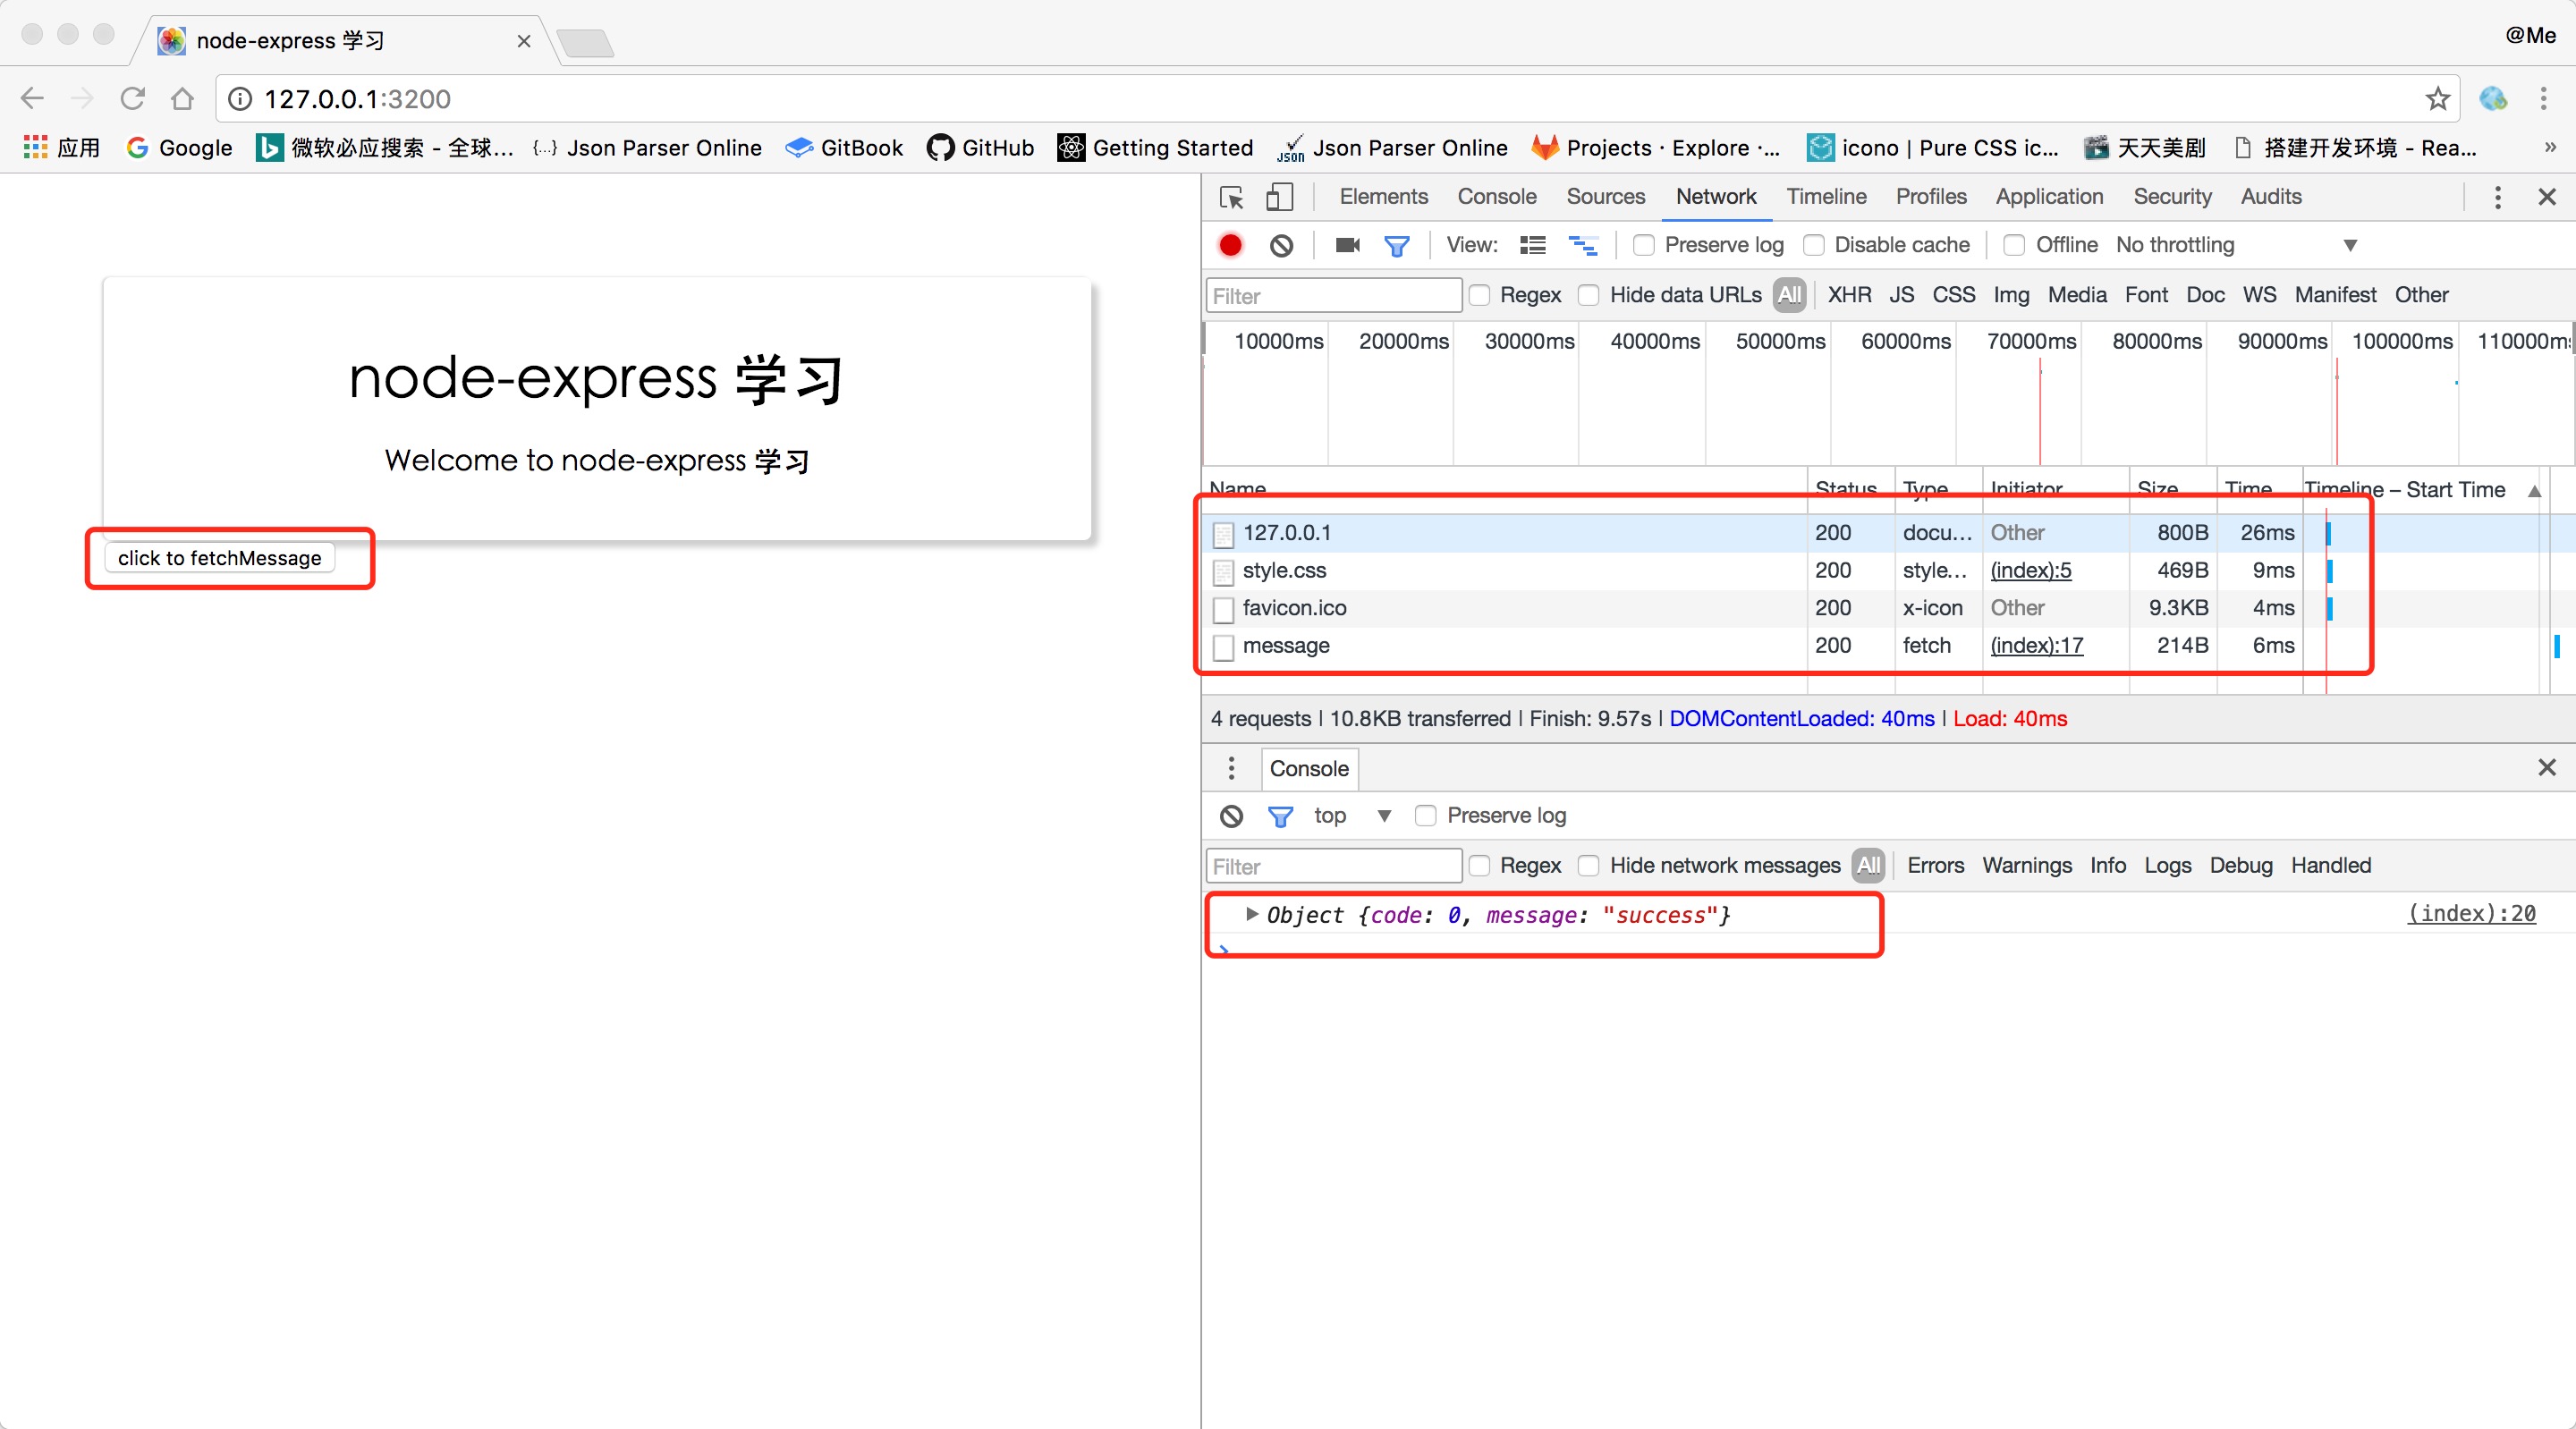 node-express 学习
@Me
127.0.0.1:3200
应用 Google 微软必应搜索 - 全球... {...} Json Parser Online GitBook GitHub Getting Started JSON Json Parser Online Projects · Explore ·... icono | Pure CSS ic... 天天美剧 搭建开发环境 - Rea... »
node-express 学习
Welcome to node-express 学习
click to fetchMessage
Elements Console Sources Network Timeline Profiles Application Security Audits
View: Preserve log Disable cache Offline No throttling
Filter Regex Hide data URLs All XHR JS CSS Img Media Font Doc WS Manifest Other
10000ms 20000ms 30000ms 40000ms 50000ms 60000ms 70000ms 80000ms 90000ms 100000ms 110000ms
Name Status Type Initiator Size Time Timeline – Start Time
127.0.0.1 200 docu... Other 800B 26ms
style.css 200 style... (index):5 469B 9ms
favicon.ico 200 x-icon Other 9.3KB 4ms
message 200 fetch (index):17 214B 6ms
4 requests | 10.8KB transferred | Finish: 9.57s | DOMContentLoaded: 40ms | Load: 40ms
Console
top Preserve log
Filter Regex Hide network messages All Errors Warnings Info Logs Debug Handled
Object {code: 0, message: "success"} (index):20